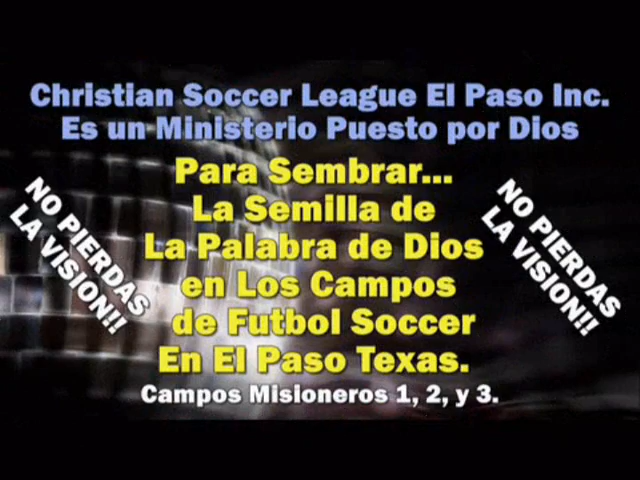 Christian Soccer League El Paso Inc.
Es un Ministerio Puesto por Dios
Para Sembrar...
La Semilla de
La Palabra de Dios
en Los Campos
de Futbol Soccer
En El Paso Texas.
Campos Misioneros 1, 2, y 3.
NO PIERDAS
LA VISION!!
NO PIERDAS
LA VISION!!